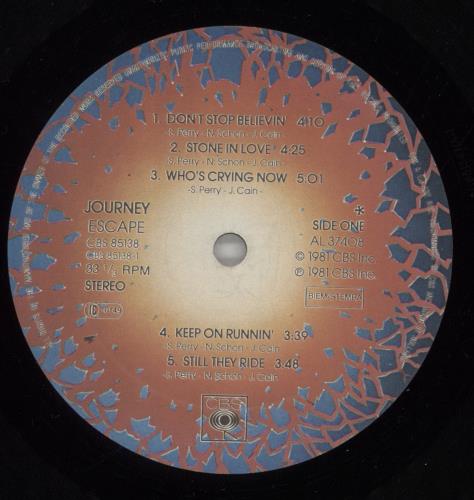 1. DON'T STOP BELIEVIN' 4:10
-S. Perry - N. Schon - J. Cain -
2. STONE IN LOVE 4:25
-S. Perry - N. Schon - J. Cain -
3. WHO'S CRYING NOW 5:01
-S. Perry - J. Cain -
JOURNEY
ESCAPE
CBS 85138
CBS 85138-1
33 ⅓ RPM
STEREO
SIDE ONE
AL 37408
© 1981 CBS Inc.
℗ 1981 CBS Inc.
BIEM/STEMRA
4. KEEP ON RUNNIN' 3:39
-S. Perry - N. Schon - J. Cain -
5. STILL THEY RIDE 3:48
-S. Perry - N. Schon - J. Cain -
CBS